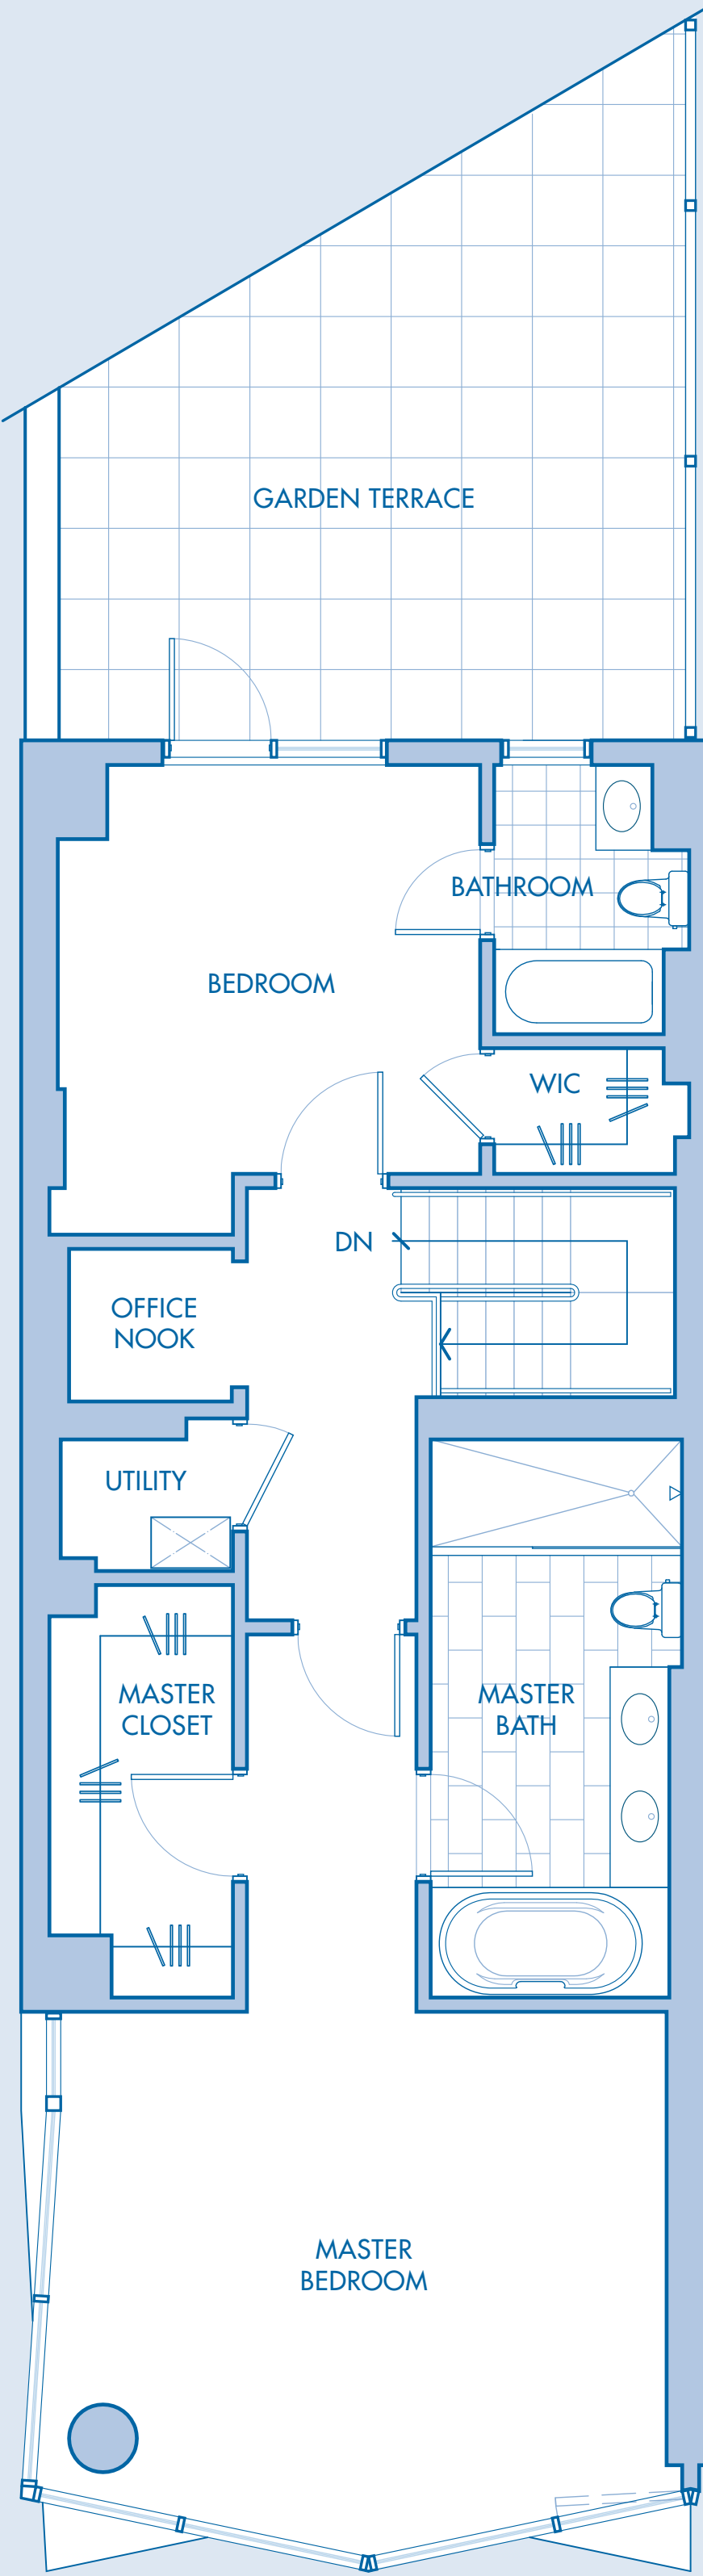 GARDEN TERRACE
BATHROOM
BEDROOM
WIC
DN
OFFICE
NOOK
UTILITY
MASTER
CLOSET
MASTER
BATH
MASTER
BEDROOM